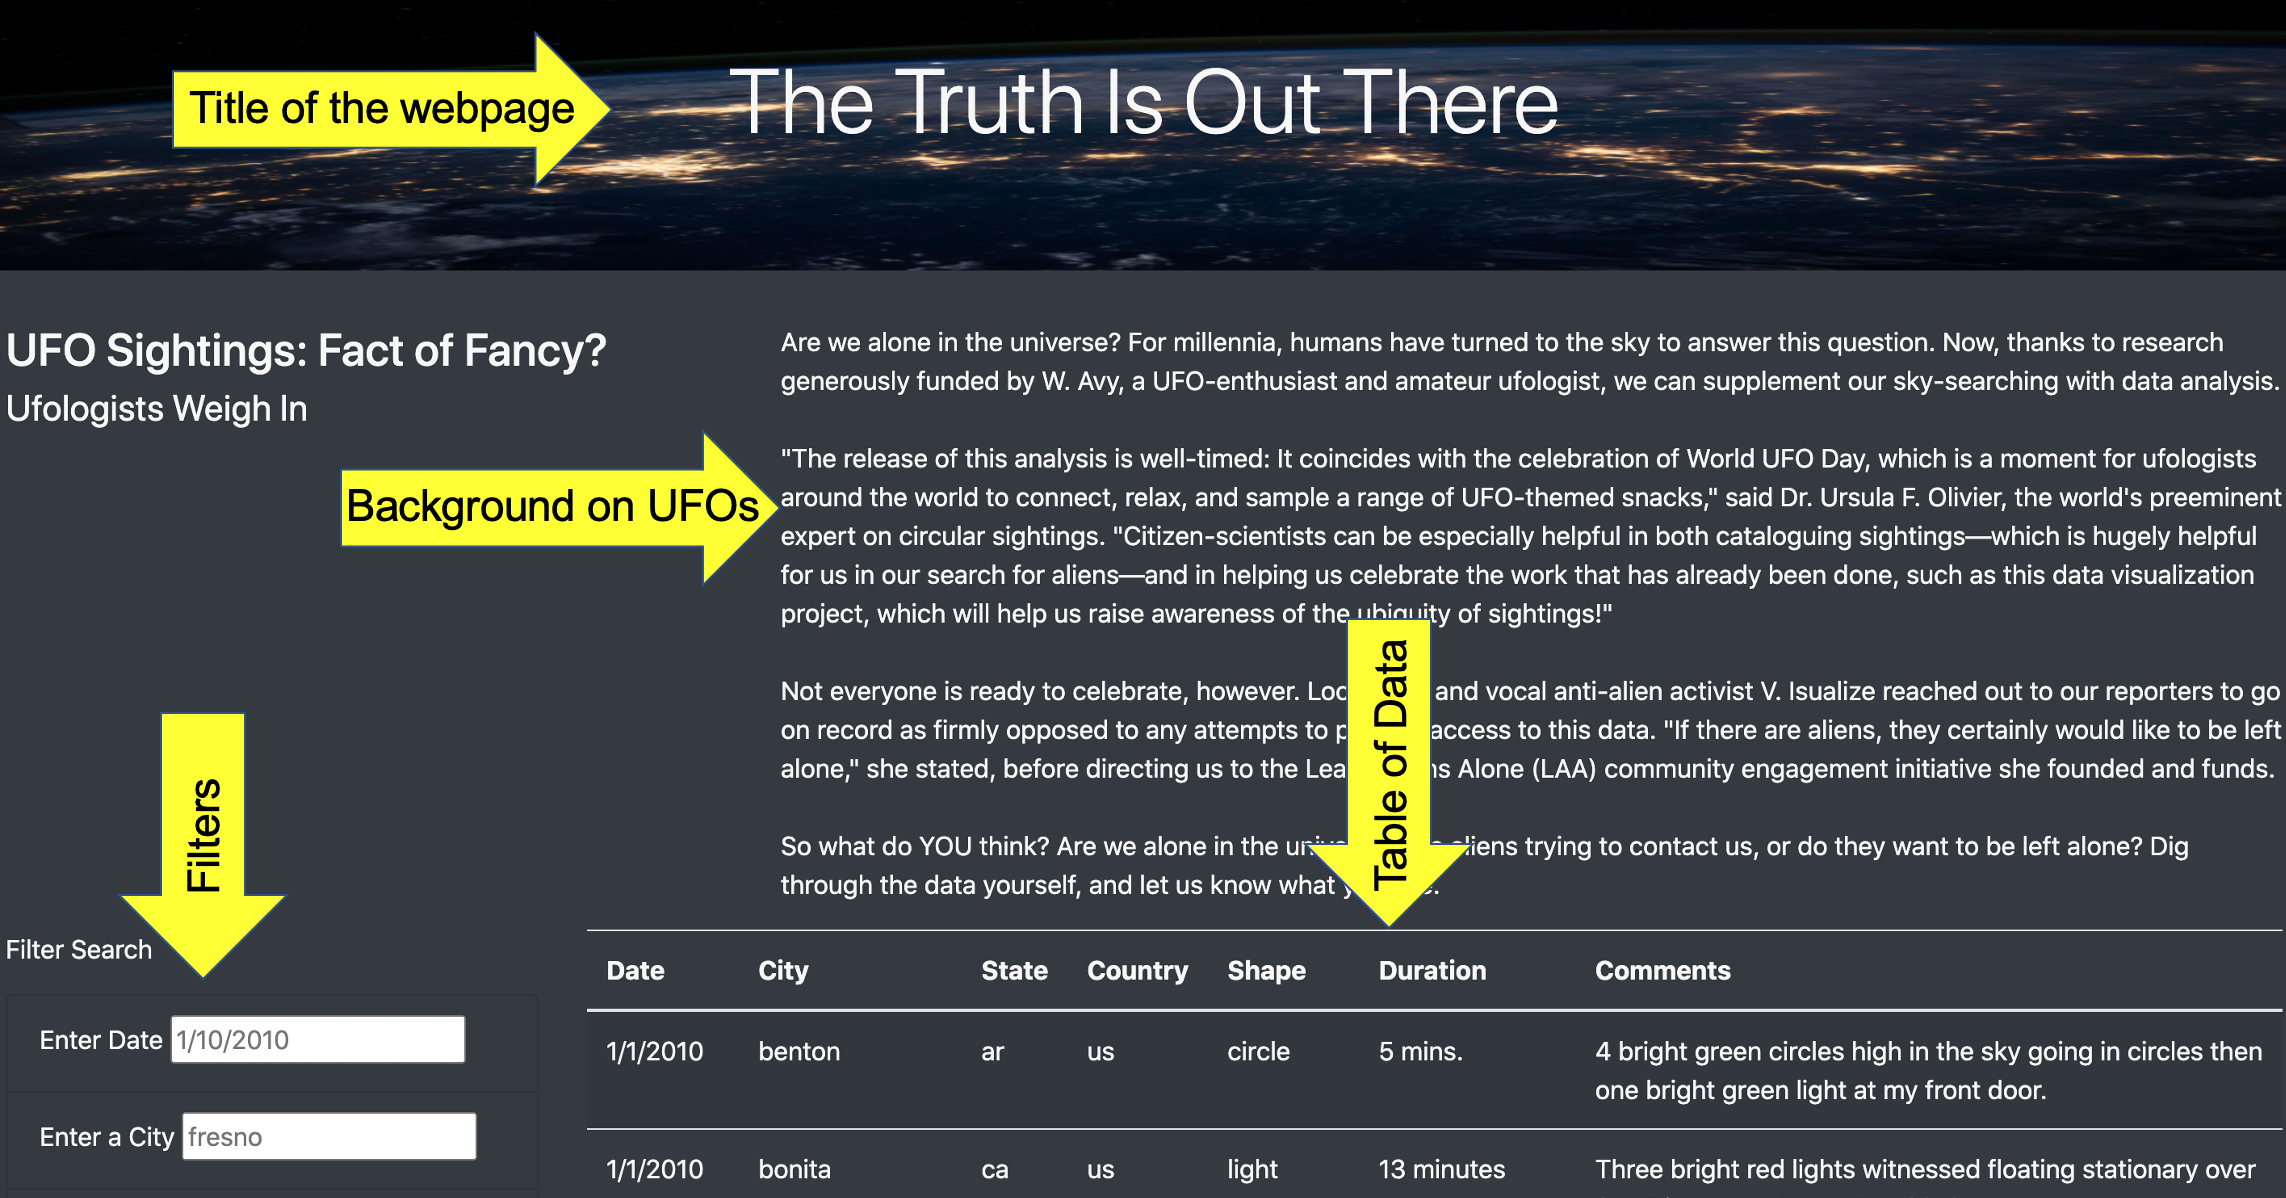 Title of the webpage
The Truth Is Out There
UFO Sightings: Fact of Fancy?
Ufologists Weigh In
Background on UFOs
Are we alone in the universe? For millennia, humans have turned to the sky to answer this question. Now, thanks to research
generously funded by W. Avy, a UFO-enthusiast and amateur ufologist, we can supplement our sky-searching with data analysis.
"The release of this analysis is well-timed: It coincides with the celebration of World UFO Day, which is a moment for ufologists
around the world to connect, relax, and sample a range of UFO-themed snacks," said Dr. Ursula F. Olivier, the world's preeminent
expert on circular sightings. "Citizen-scientists can be especially helpful in both cataloguing sightings—which is hugely helpful
for us in our search for aliens—and in helping us celebrate the work that has already been done, such as this data visualization
project, which will help us raise awareness of the ubiquity of sightings!"
Not everyone is ready to celebrate, however. and vocal anti-alien activist V. Isualize reached out to our reporters to go
on record as firmly opposed to any attempts to access to this data. "If there are aliens, they certainly would like to be left
alone," she stated, before directing us to the Alone (LAA) community engagement initiative she founded and funds.
So what do YOU think? Are we alone in the aliens trying to contact us, or do they want to be left alone? Dig
through the data yourself, and let us know what
Table of Data
Filters
Filter Search
Enter Date 1/10/2010
Enter a City fresno
Date City State Country Shape Duration Comments
1/1/2010 benton ar us circle 5 mins. 4 bright green circles high in the sky going in circles then
one bright green light at my front door.
1/1/2010 bonita ca us light 13 minutes Three bright red lights witnessed floating stationary over